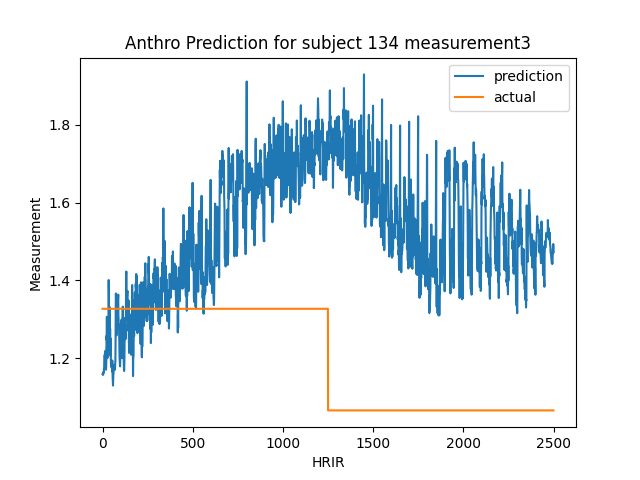 Anthro Prediction for subject 134 measurement3
prediction
actual
Measurement
1.8
1.6
1.4
1.2
0 500 1000 1500 2000 2500
HRIR